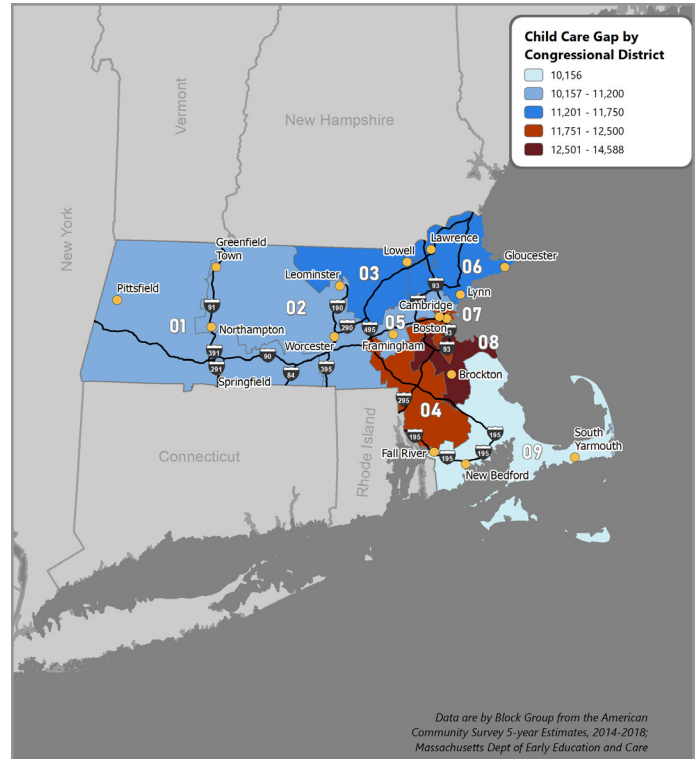 Child Care Gap by
Congressional District
10,156
10,157 - 11,200
11,201 - 11,750
11,751 - 12,500
12,501 - 14,588
Vermont
New Hampshire
New York
Greenfield
Town
Pittsfield
01
91
Northampton
391
291
Springfield
90
84
02
Leominster
190
290
Worcester
395
03
Lowell
Lawrence
495
93
06
Gloucester
Lynn
Cambridge
07
Boston
05
Framingham
93
08
Brockton
295
04
195
195
Fall River
195
195
New Bedford
09
South
Yarmouth
Connecticut
Rhode Island
Data are by Block Group from the American
Community Survey 5-year Estimates, 2014-2018;
Massachusetts Dept of Early Education and Care